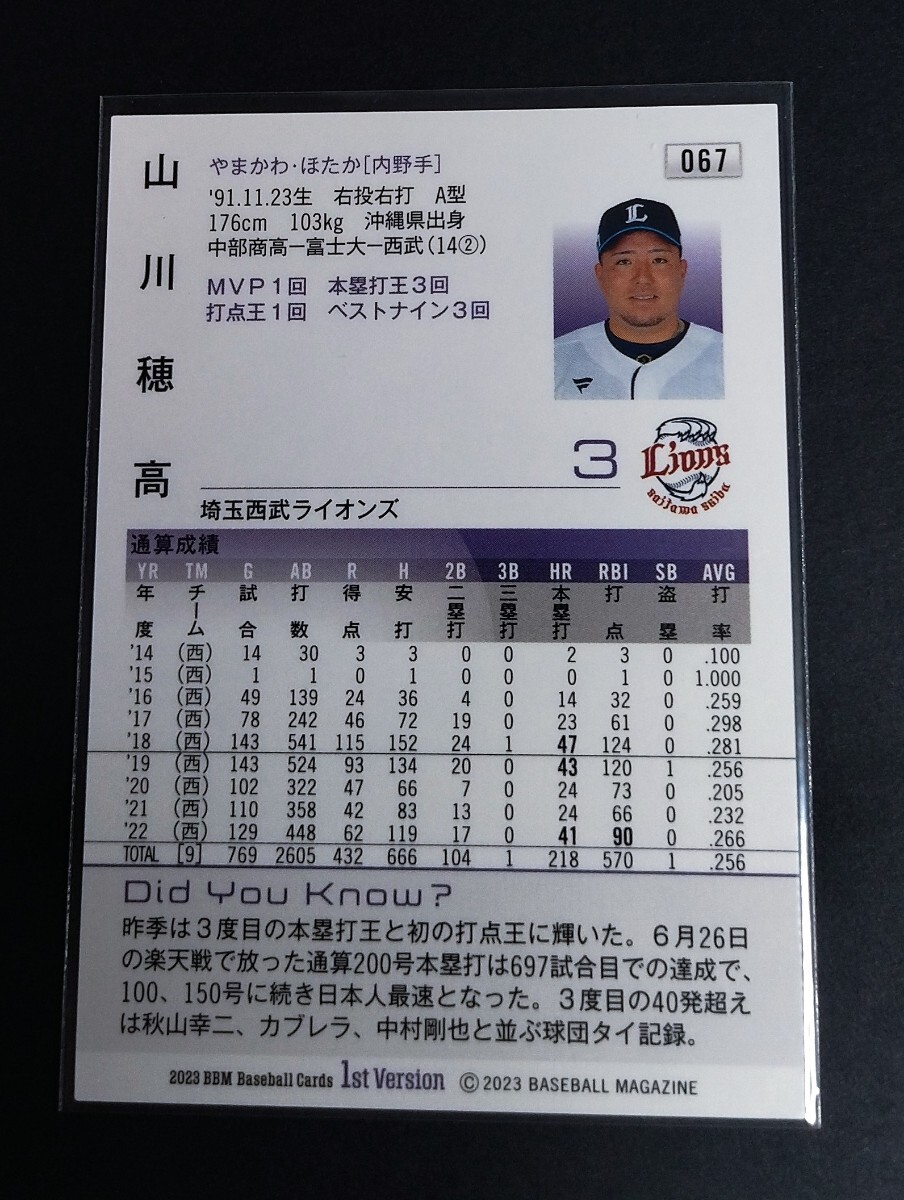 山川穂高
やまかわ・ほたか[内野手]
'91.11.23生 右投右打 A型
176cm 103kg 沖縄県出身
中部商高―富士大―西武(14②)
MVP1回 本塁打王3回
打点王1回 ベストナイン3回
067
L
3
Lions
saitama seibu
埼玉西武ライオンズ
通算成績
YR TM G AB R H 2B 3B HR RBI SB AVG
年度 チーム 試合 打数 得点 安打 二塁打 三塁打 本塁打 打点 盗塁 打率
'14 (西) 14 30 3 3 0 0 2 3 0 .100
'15 (西) 1 1 0 1 0 0 0 1 0 1.000
'16 (西) 49 139 24 36 4 0 14 32 0 .259
'17 (西) 78 242 46 72 19 0 23 61 0 .298
'18 (西) 143 541 115 152 24 1 47 124 0 .281
'19 (西) 143 524 93 134 20 0 43 120 1 .256
'20 (西) 102 322 47 66 7 0 24 73 0 .205
'21 (西) 110 358 42 83 13 0 24 66 0 .232
'22 (西) 129 448 62 119 17 0 41 90 0 .266
TOTAL [9] 769 2605 432 666 104 1 218 570 1 .256
Did You Know?
昨季は3度目の本塁打王と初の打点王に輝いた。6月26日
の楽天戦で放った通算200号本塁打は697試合目での達成で、
100、150号に続き日本人最速となった。3度目の40発超え
は秋山幸二、カブレラ、中村剛也と並ぶ球団タイ記録。
2023 BBM Baseball Cards 1st Version © 2023 BASEBALL MAGAZINE